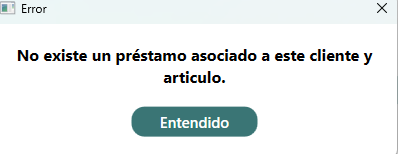 Error
No existe un préstamo asociado a este cliente y
articulo.
Entendido